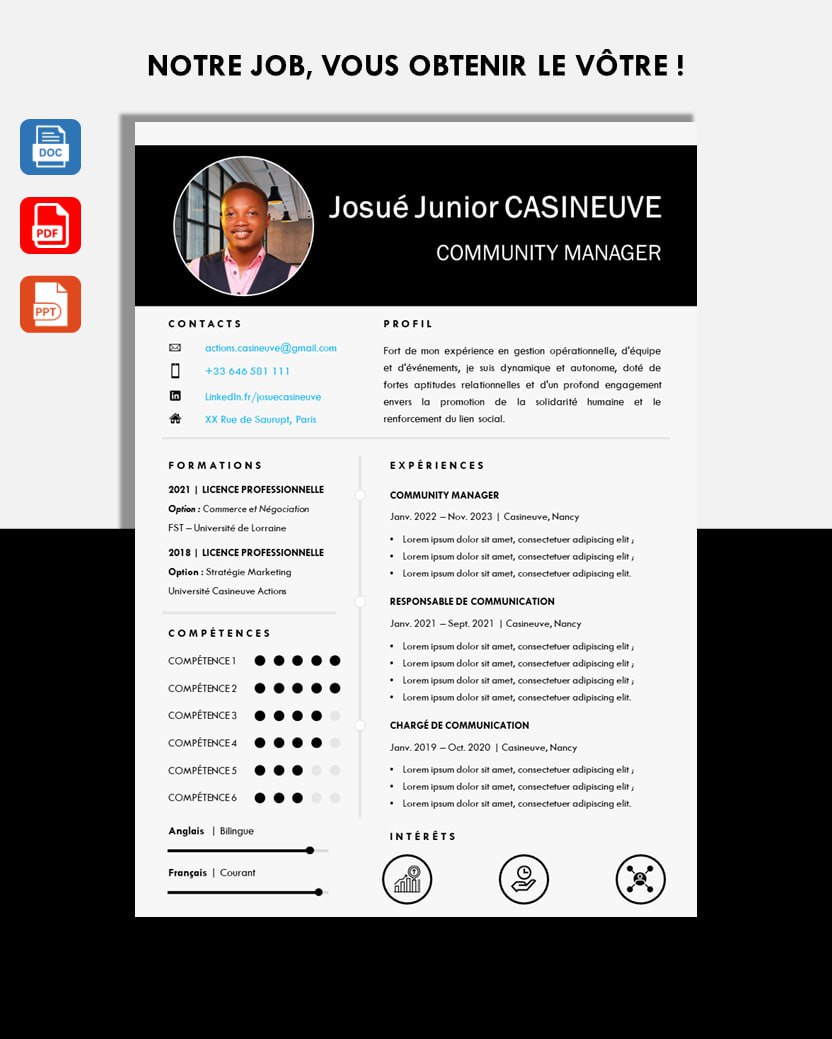 NOTRE JOB, VOUS OBTENIR LE VÔTRE !
DOC
PDF
PPT
Josué Junior CASINEUVE
COMMUNITY MANAGER
CONTACTS
actions.casineuve@gmail.com
+33 646 581 111
LinkedIn.fr/josuecasineuve
XX Rue de Saurupt, Paris
PROFIL
Fort de mon expérience en gestion opérationnelle, d'équipe
et d'événements, je suis dynamique et autonome, doté de
fortes aptitudes relationnelles et d'un profond engagement
envers la promotion de la solidarité humaine et le
renforcement du lien social.
FORMATIONS
2021 | LICENCE PROFESSIONNELLE
Option : Commerce et Négociation
FST – Université de Lorraine
2018 | LICENCE PROFESSIONNELLE
Option : Stratégie Marketing
Université Casineuve Actions
COMPÉTENCES
COMPÉTENCE 1
COMPÉTENCE 2
COMPÉTENCE 3
COMPÉTENCE 4
COMPÉTENCE 5
COMPÉTENCE 6
Anglais | Bilingue
Français | Courant
EXPÉRIENCES
COMMUNITY MANAGER
Janv. 2022 – Nov. 2023 | Casineuve, Nancy
• Lorem ipsum dolor sit amet, consectetuer adipiscing elit ;
• Lorem ipsum dolor sit amet, consectetuer adipiscing elit ;
• Lorem ipsum dolor sit amet, consectetuer adipiscing elit.
RESPONSABLE DE COMMUNICATION
Janv. 2021 – Sept. 2021 | Casineuve, Nancy
• Lorem ipsum dolor sit amet, consectetuer adipiscing elit ;
• Lorem ipsum dolor sit amet, consectetuer adipiscing elit ;
• Lorem ipsum dolor sit amet, consectetuer adipiscing elit ;
• Lorem ipsum dolor sit amet, consectetuer adipiscing elit.
CHARGÉ DE COMMUNICATION
Janv. 2019 – Oct. 2020 | Casineuve, Nancy
• Lorem ipsum dolor sit amet, consectetuer adipiscing elit ;
• Lorem ipsum dolor sit amet, consectetuer adipiscing elit ;
• Lorem ipsum dolor sit amet, consectetuer adipiscing elit.
INTÉRÊTS